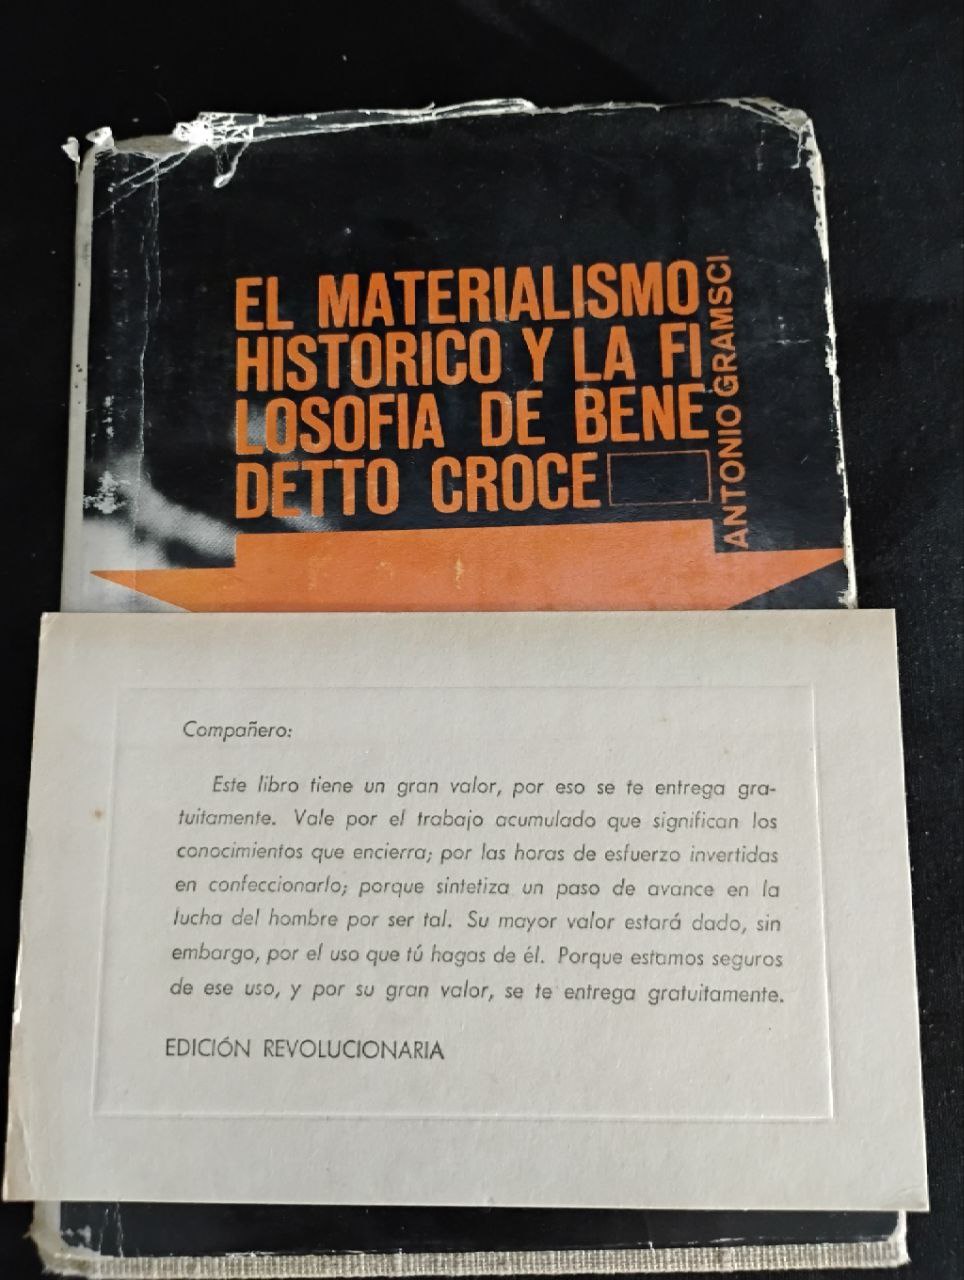 EL MATERIALISMO
HISTORICO Y LA FI
LOSOFIA DE BENE
DETTO CROCE
ANTONIO GRAMSCI
Compañero:
Este libro tiene un gran valor, por eso se te entrega gra-
tuitamente. Vale por el trabajo acumulado que significan los
conocimientos que encierra; por las horas de esfuerzo invertidas
en confeccionarlo; porque sintetiza un paso de avance en la
lucha del hombre por ser tal. Su mayor valor estará dado, sin
embargo, por el uso que tú hagas de él. Porque estamos seguros
de ese uso, y por su gran valor, se te entrega gratuitamente.
EDICIÓN REVOLUCIONARIA